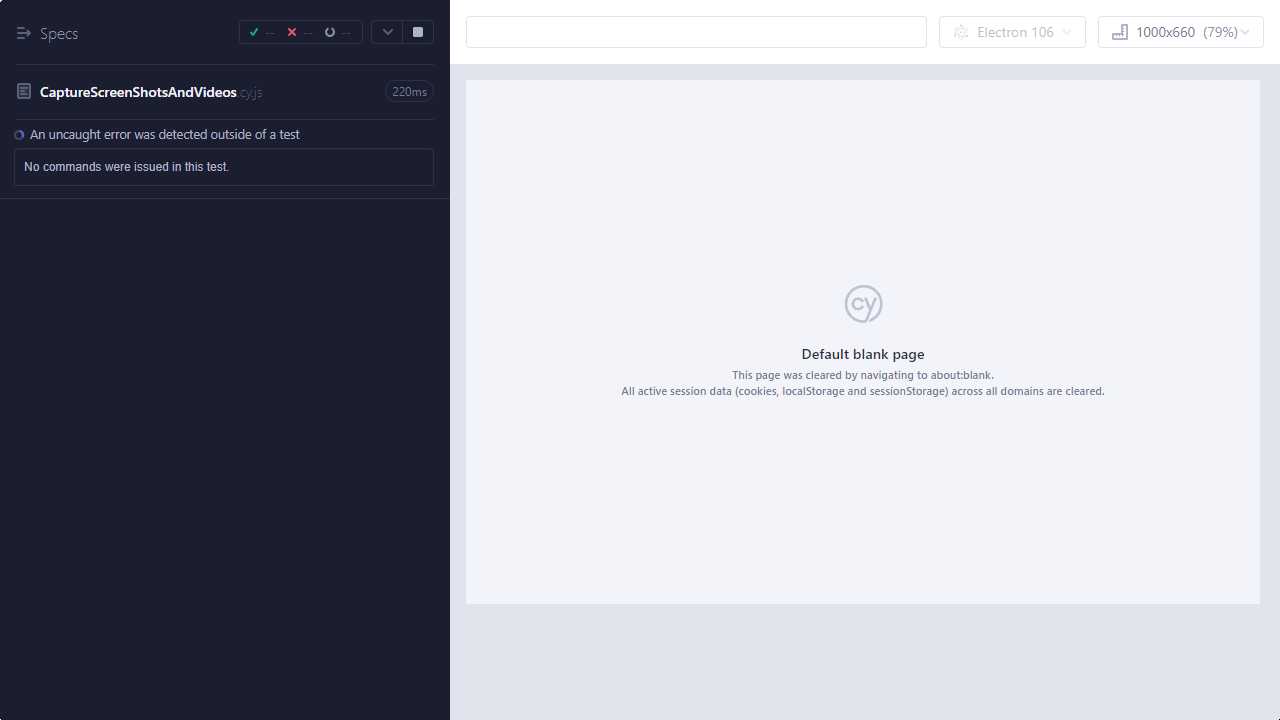 Specs
--
--
--
Electron 106
1000x660 (79%)
CaptureScreenShotsAndVideos.cy.js
220ms
An uncaught error was detected outside of a test
No commands were issued in this test.
cy
Default blank page
This page was cleared by navigating to about:blank.
All active session data (cookies, localStorage and sessionStorage) across all domains are cleared.